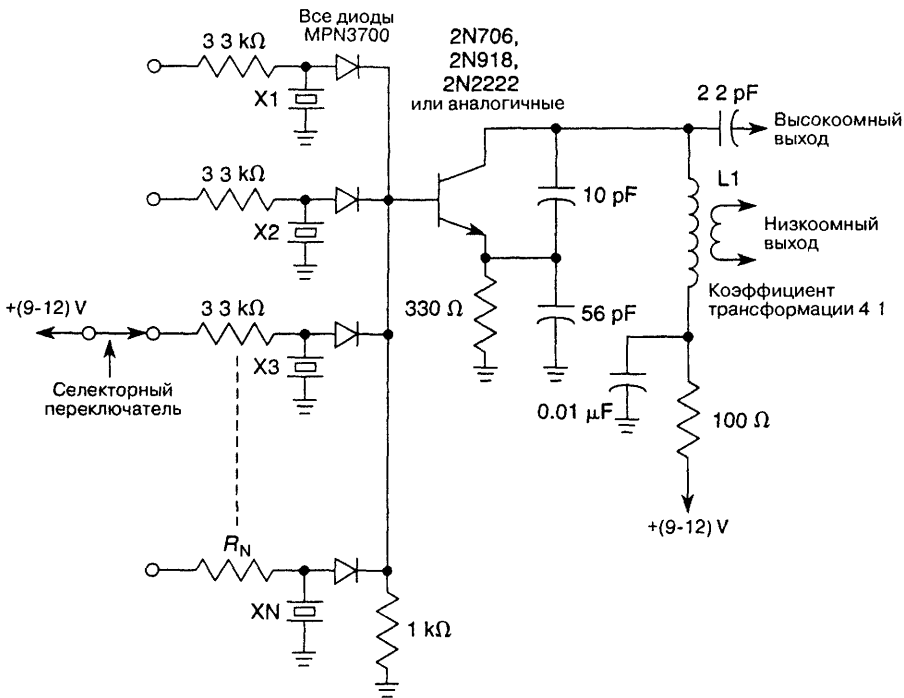 Все диоды
MPN3700
3 3 kΩ
X1
2N706,
2N918,
2N2222
или аналогичные
2 2 pF
Высокоомный
выход
3 3 kΩ
X2
10 pF
L1
Низкоомный
выход
+(9-12) V
3 3 kΩ
X3
330 Ω
56 pF
Коэффициент
трансформации 4 1
Селекторный
переключатель
0.01 μF
100 Ω
+(9-12) V
RN
XN
1 kΩ